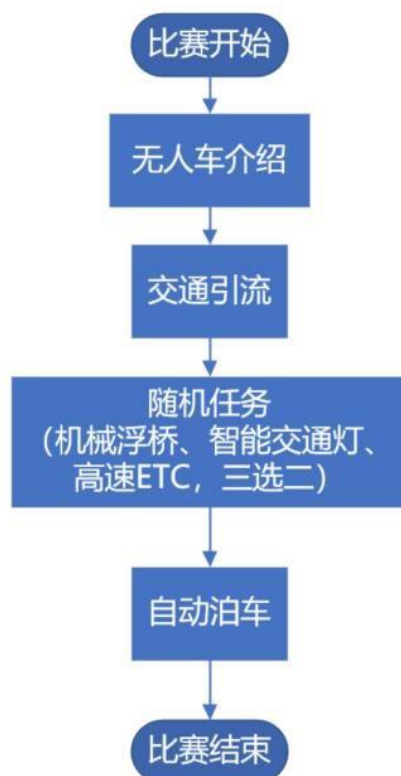 比赛开始
无人车介绍
交通引流
随机任务
（机械浮桥、智能交通灯、
高速ETC，三选二）
自动泊车
比赛结束